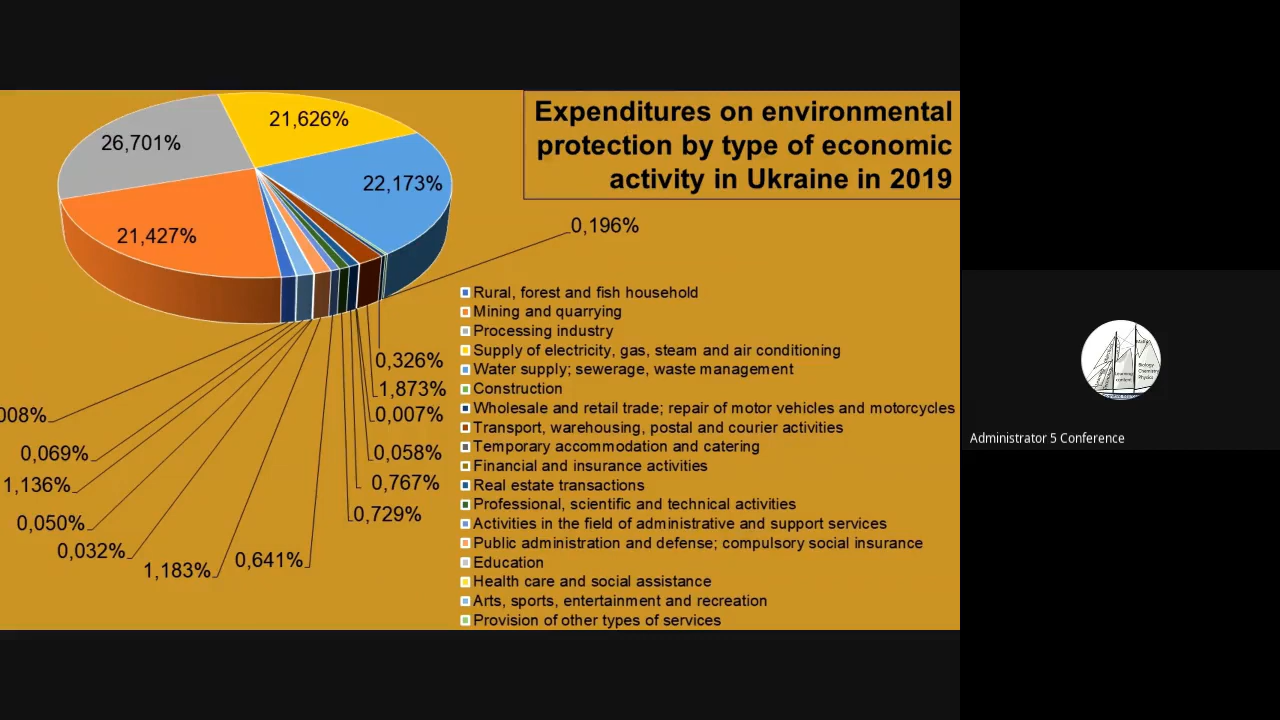 Expenditures on environmental
protection by type of economic
activity in Ukraine in 2019
21,626%
26,701%
22,173%
21,427%
0,196%
0,326%
1,873%
0,007%
0,058%
0,767%
0,729%
008%
0,069%
1,136%
0,050%
0,032%
1,183%
0,641%
Rural, forest and fish household
Mining and quarrying
Processing industry
Supply of electricity, gas, steam and air conditioning
Water supply; sewerage, waste management
Construction
Wholesale and retail trade; repair of motor vehicles and motorcycles
Transport, warehousing, postal and courier activities
Temporary accommodation and catering
Financial and insurance activities
Real estate transactions
Professional, scientific and technical activities
Activities in the field of administrative and support services
Public administration and defense; compulsory social insurance
Education
Health care and social assistance
Arts, sports, entertainment and recreation
Provision of other types of services
Biology
Chemistry
Physics
Administrator 5 Conference